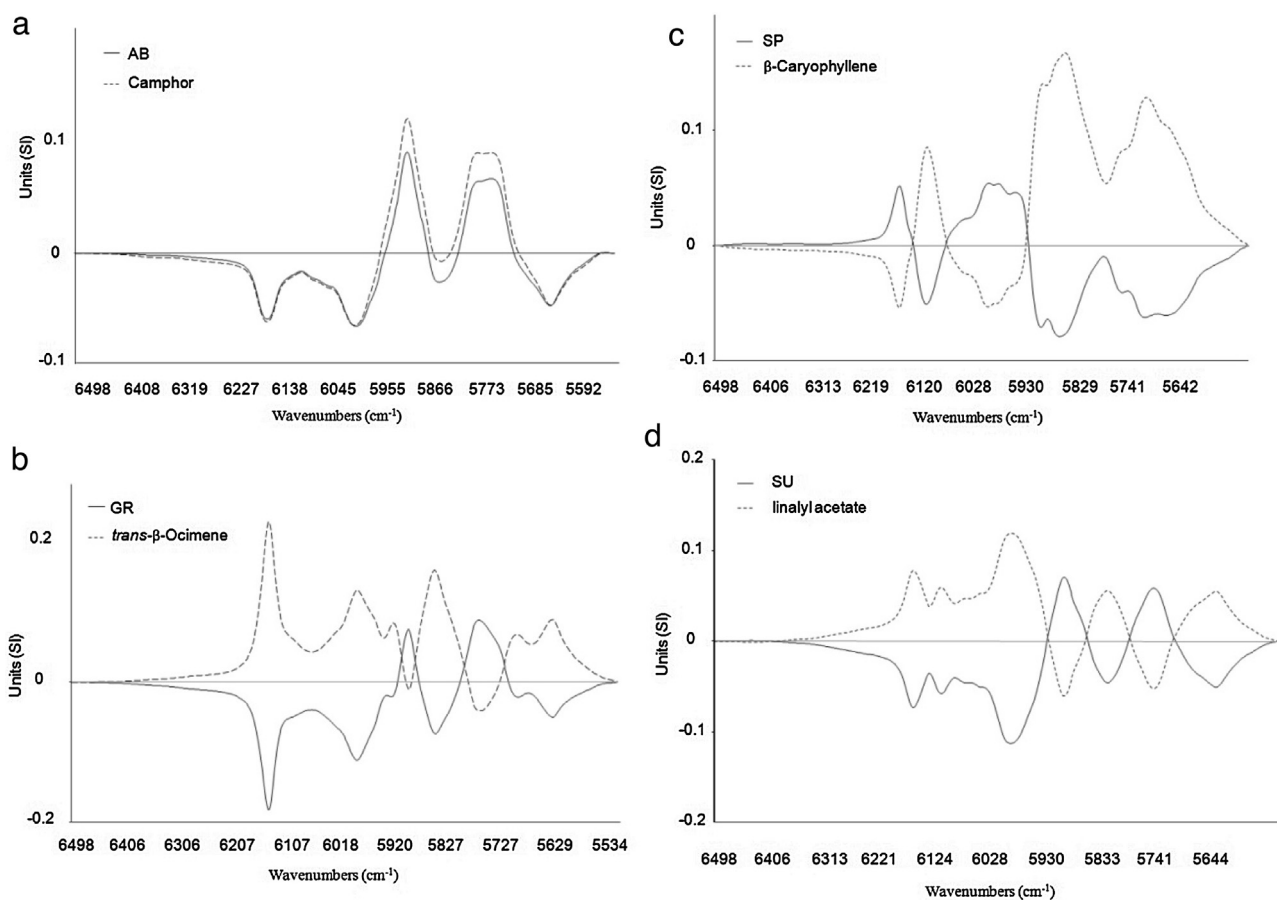 a
AB
Camphor
Units (SI)
0.1
0
-0.1
6498 6408 6319 6227 6138 6045 5955 5866 5773 5685 5592
Wavenumbers (cm-1)
b
GR
trans-β-Ocimene
Units (SI)
0.2
0
-0.2
6498 6406 6306 6207 6107 6018 5920 5827 5727 5629 5534
Wavenumbers (cm-1)
c
SP
β-Caryophyllene
Units (SI)
0.1
0
-0.1
6498 6406 6313 6219 6120 6028 5930 5829 5741 5642
Wavenumbers (cm-1)
d
SU
linalyl acetate
Units (SI)
0.2
0.1
0
-0.1
-0.2
6498 6406 6313 6221 6124 6028 5930 5833 5741 5644
Wavenumbers (cm-1)